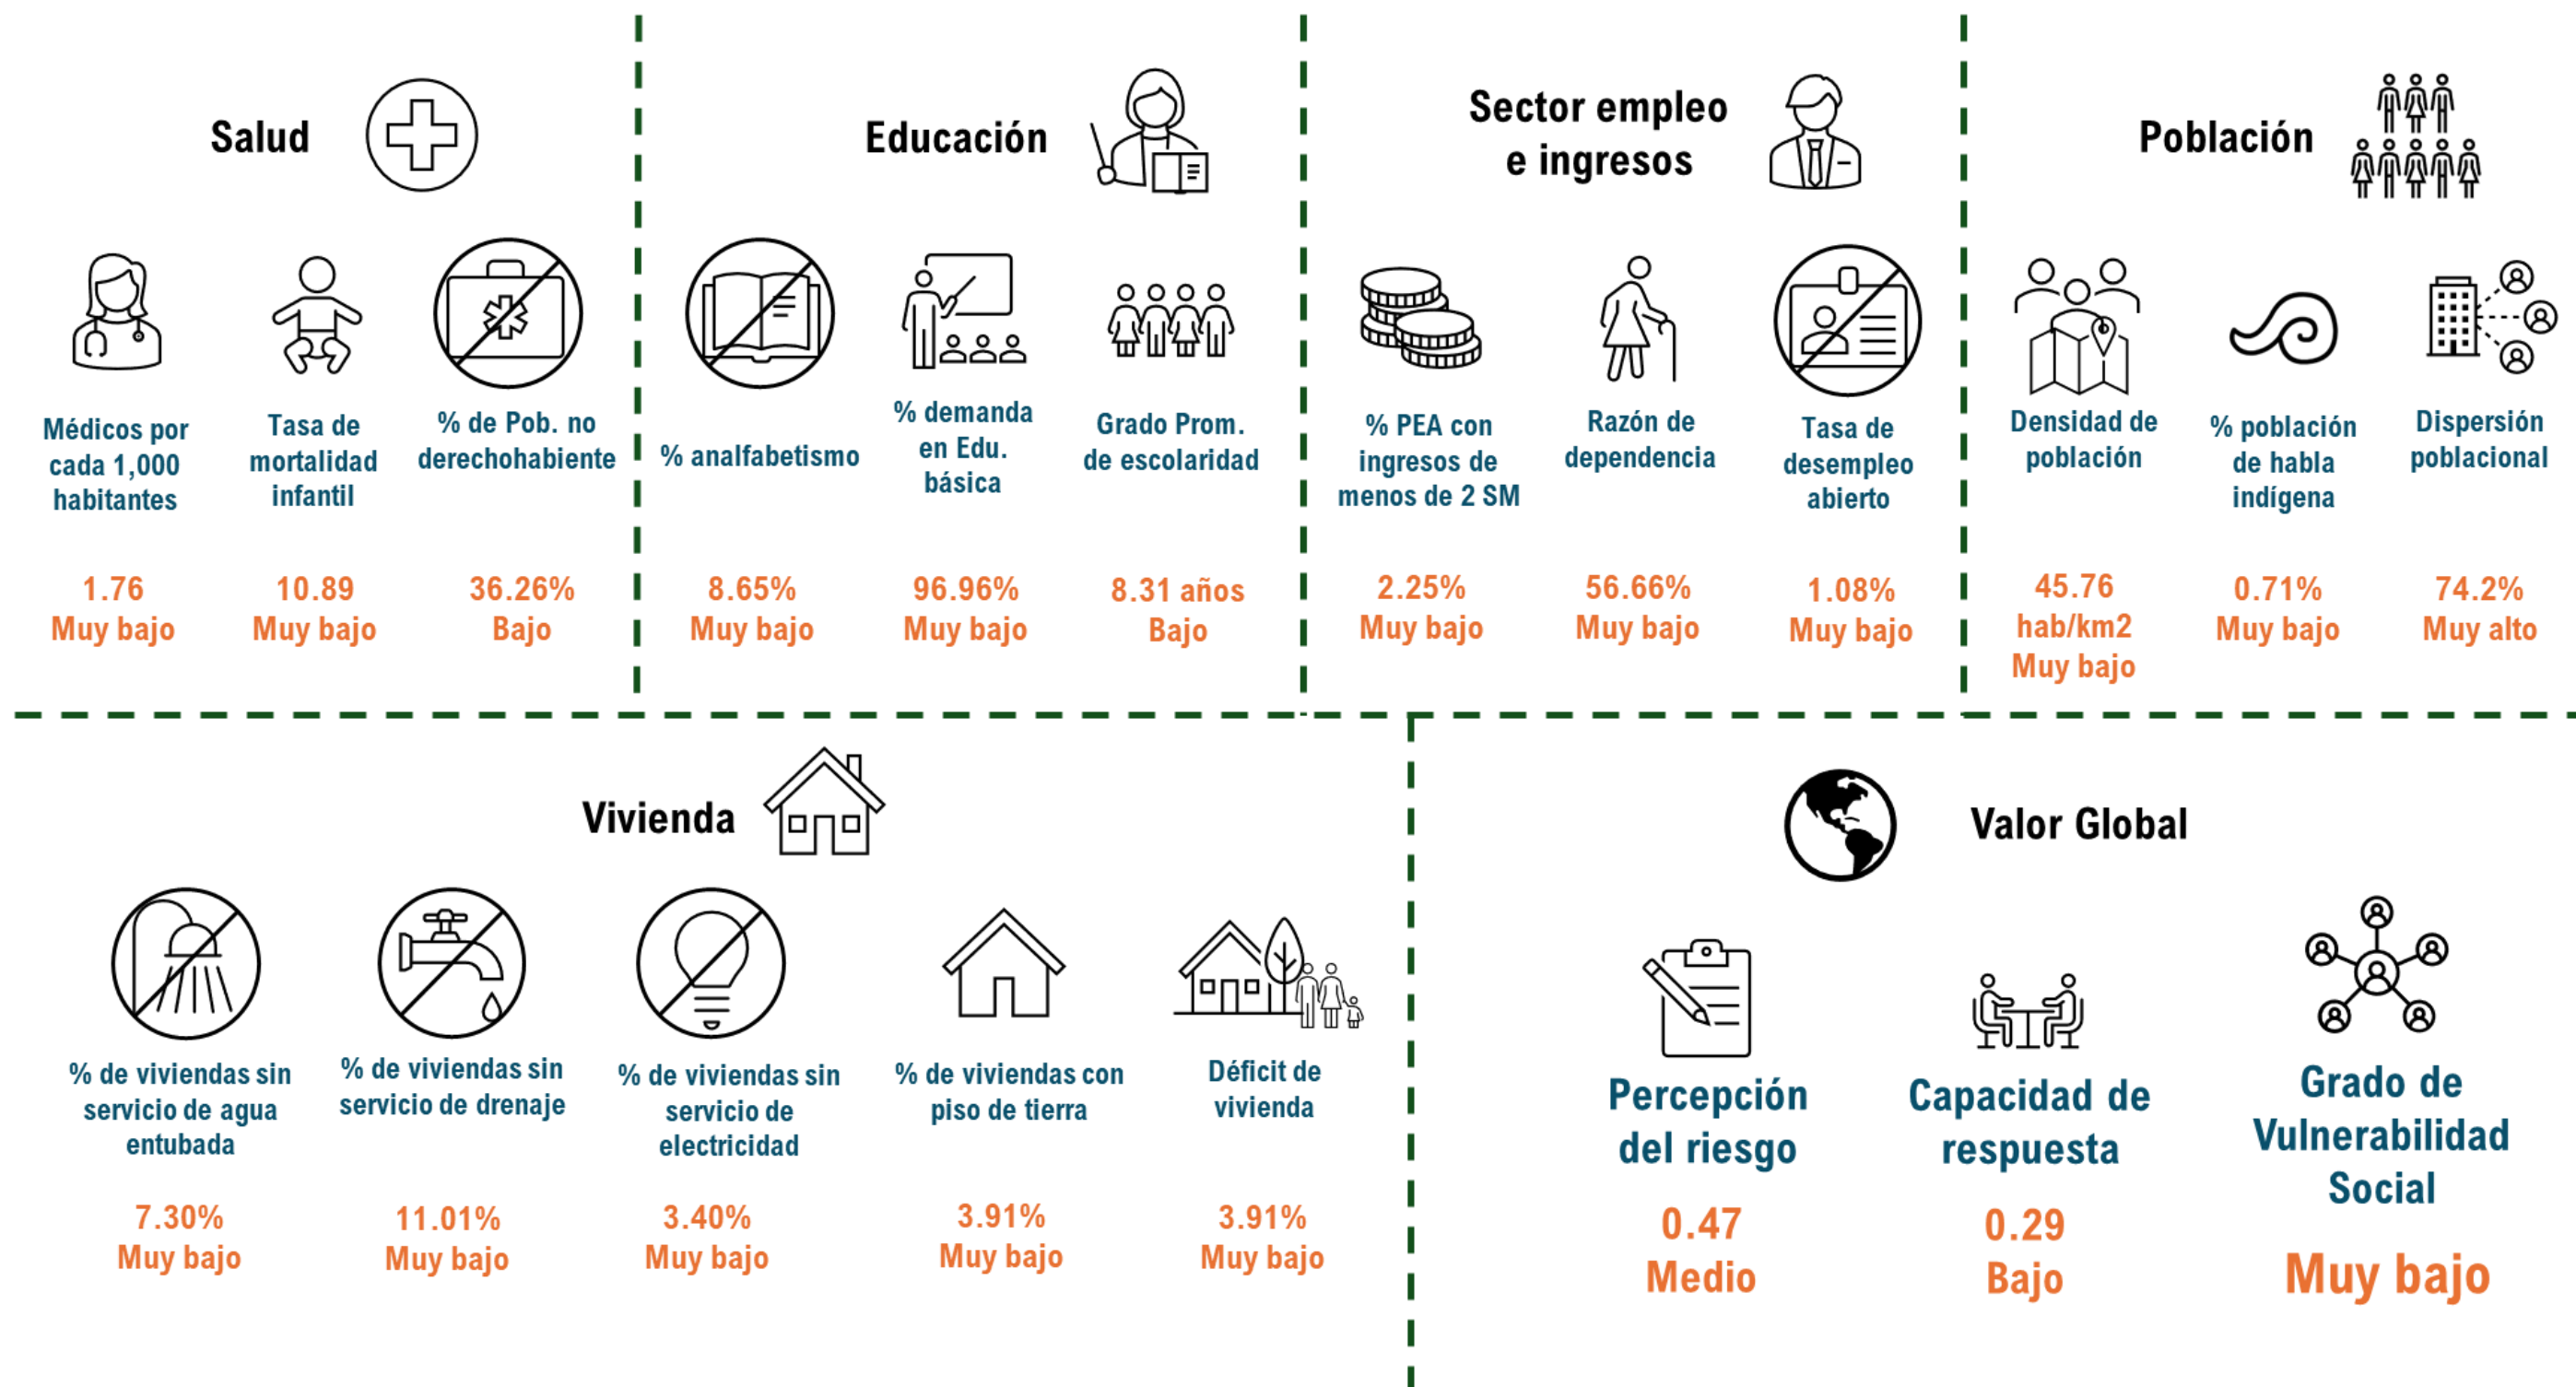 Salud
Médicos por
cada 1,000
habitantes
1.76
Muy bajo
Tasa de
mortalidad
infantil
10.89
Muy bajo
% de Pob. no
derechohabiente
36.26%
Bajo
Educación
% analfabetismo
8.65%
Muy bajo
% demanda
en Edu.
básica
96.96%
Muy bajo
Grado Prom.
de escolaridad
8.31 años
Bajo
Sector empleo
e ingresos
% PEA con
ingresos de
menos de 2 SM
2.25%
Muy bajo
Razón de
dependencia
56.66%
Muy bajo
Tasa de
desempleo
abierto
1.08%
Muy bajo
Población
Densidad de
población
45.76
hab/km2
Muy bajo
% población
de habla
indígena
0.71%
Muy bajo
Dispersión
poblacional
74.2%
Muy alto
Vivienda
% de viviendas sin
servicio de agua
entubada
7.30%
Muy bajo
% de viviendas sin
servicio de drenaje
11.01%
Muy bajo
% de viviendas sin
servicio de
electricidad
3.40%
Muy bajo
% de viviendas con
piso de tierra
3.91%
Muy bajo
Déficit de
vivienda
3.91%
Muy bajo
Valor Global
Percepción
del riesgo
0.47
Medio
Capacidad de
respuesta
0.29
Bajo
Grado de
Vulnerabilidad
Social
Muy bajo